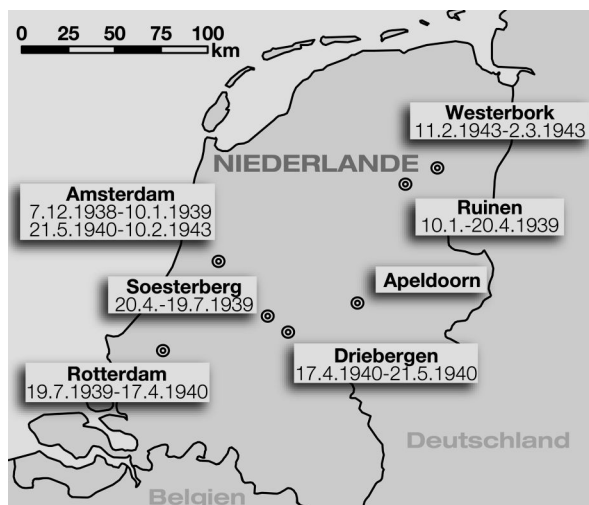 0 25 50 75 100
km
Westerbork
11.2.1943-2.3.1943
NIEDERLANDE
Amsterdam
7.12.1938-10.1.1939
21.5.1940-10.2.1943
Ruinen
10.1.-20.4.1939
Soesterberg
20.4.-19.7.1939
Apeldoorn
Rotterdam
19.7.1939-17.4.1940
Driebergen
17.4.1940-21.5.1940
Deutschland
Belgien